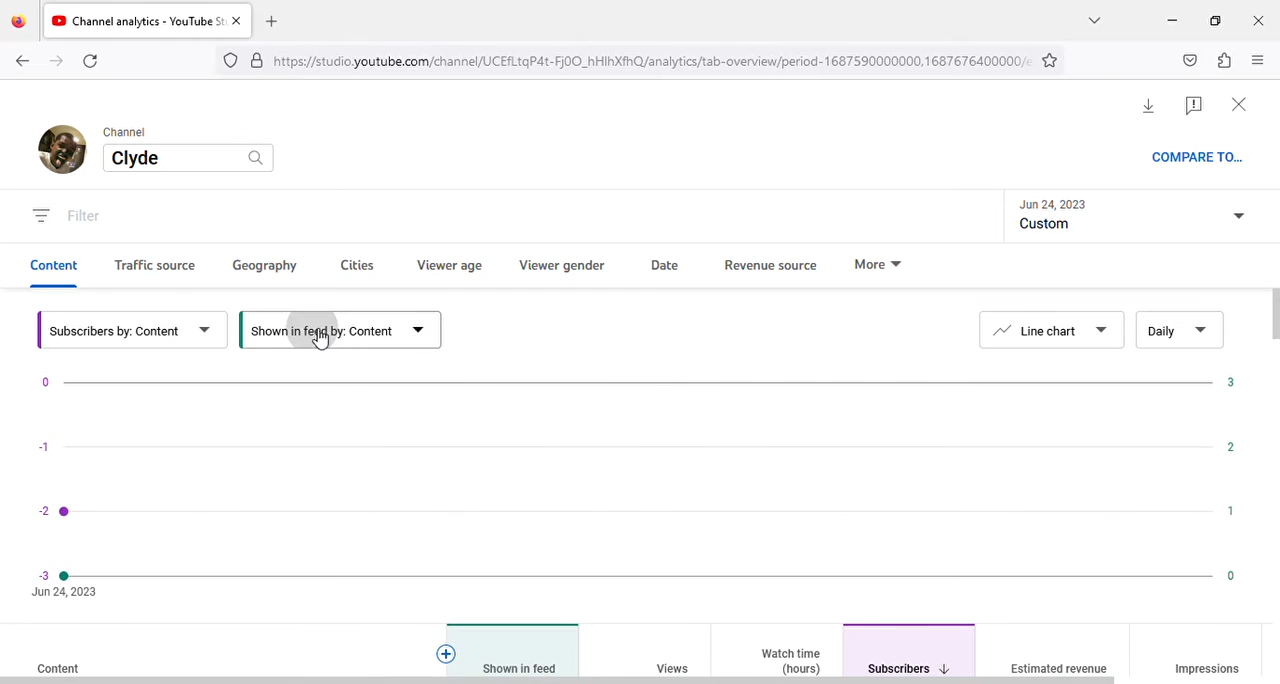 Channel analytics - YouTube St
https://studio.youtube.com/channel/UCEfLtqP4t-Fj0O_hHlhXfhQ/analytics/tab-overview/period-1687590000000,1687676400000/e
Channel
Clyde
COMPARE TO...
Filter
Jun 24, 2023
Custom
Content Traffic source Geography Cities Viewer age Viewer gender Date Revenue source More
Subscribers by: Content Shown in feed by: Content Line chart Daily
0 3
-1 2
-2 1
-3 0
Jun 24, 2023
Content Shown in feed Views Watch time (hours) Subscribers Estimated revenue Impressions